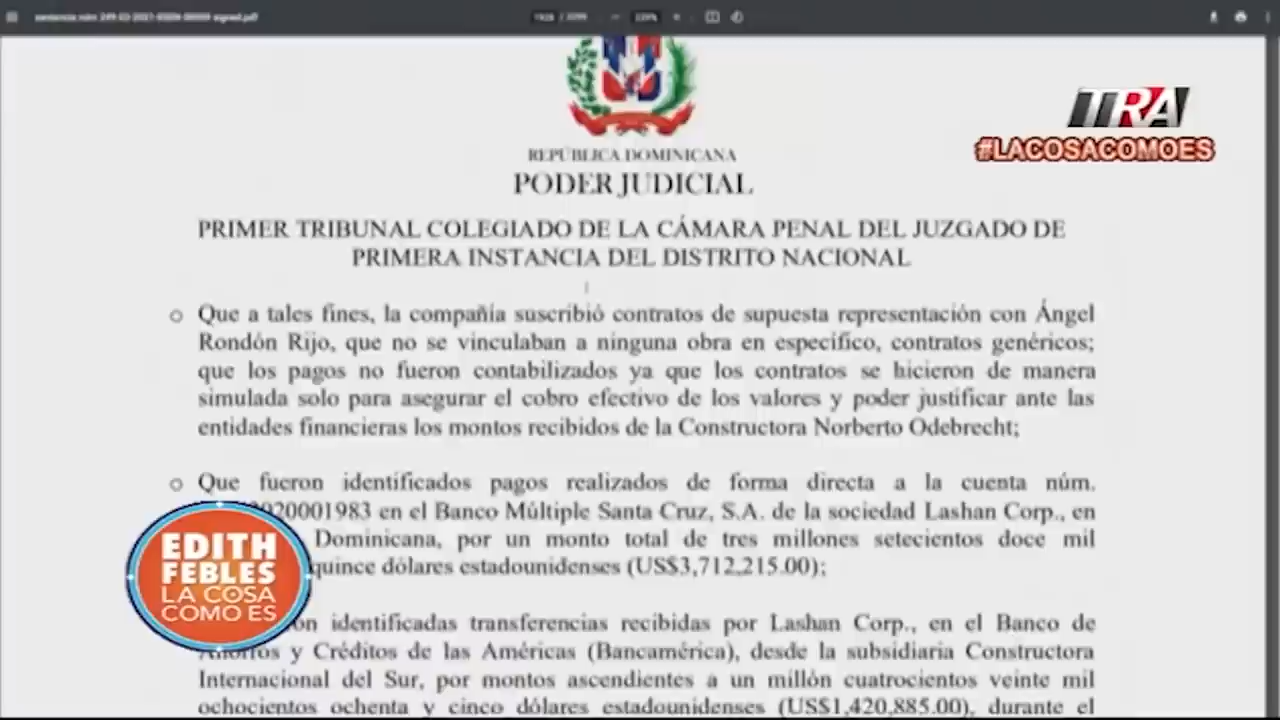 TRA
#LACOSACOMOES
REPÚBLICA DOMINICANA
PODER JUDICIAL
PRIMER TRIBUNAL COLEGIADO DE LA CÁMARA PENAL DEL JUZGADO DE
PRIMERA INSTANCIA DEL DISTRITO NACIONAL
o Que a tales fines, la compañía suscribió contratos de supuesta representación con Ángel
Rondón Rijo, que no se vinculaban a ninguna obra en específico, contratos genéricos;
que los pagos no fueron contabilizados ya que los contratos se hicieron de manera
simulada solo para asegurar el cobro efectivo de los valores y poder justificar ante las
entidades financieras los montos recibidos de la Constructora Norberto Odebrecht;
o Que fueron identificados pagos realizados de forma directa a la cuenta núm.
20001983 en el Banco Múltiple Santa Cruz, S.A. de la sociedad Lashan Corp., en
Dominicana, por un monto total de tres millones setecientos doce mil
quince dólares estadounidenses (US$3,712,215.00);
on identificadas transferencias recibidas por Lashan Corp., en el Banco de
Ahorros y Créditos de las Américas (Bancamérica), desde la subsidiaria Constructora
Internacional del Sur, por montos ascendientes a un millón cuatrocientos veinte mil
ochocientos ochenta y cinco dólares estadounidenses (US$1,420,885.00), durante el
EDITH
FEBLES
LA COSA
COMO ES